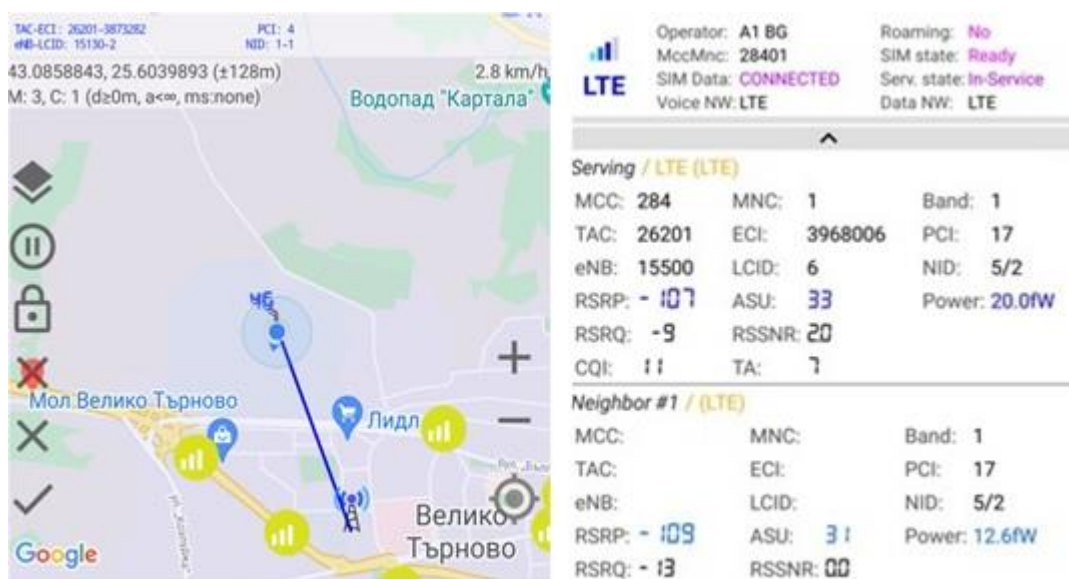 TAC-ECI: 26201-3873282 PCI: 4
eNB-LCID: 15130-2 NID: 1-1
43.0858843, 25.6039893 (±128m) 2.8 km/h
M: 3, C: 1 (d≥0m, a<∞, ms:none)
Водопад "Картала"
46
Мол Велико Търново
Лидл
Велико
Търново
Google
LTE
Operator: A1 BG Roaming: No
MccMnc: 28401 SIM state: Ready
SIM Data: CONNECTED Serv. state: In-Service
Voice NW: LTE Data NW: LTE
Serving / LTE (LTE)
MCC: 284 MNC: 1 Band: 1
TAC: 26201 ECI: 3968006 PCI: 17
eNB: 15500 LCID: 6 NID: 5/2
RSRP: -107 ASU: 33 Power: 20.0fW
RSRQ: -9 RSSNR: 2.0
CQI: 11 TA: 7
Neighbor #1 / (LTE)
MCC: MNC: Band: 1
TAC: ECI: PCI: 17
eNB: LCID: NID: 5/2
RSRP: -109 ASU: 31 Power: 12.6fW
RSRQ: -13 RSSNR: 0.0